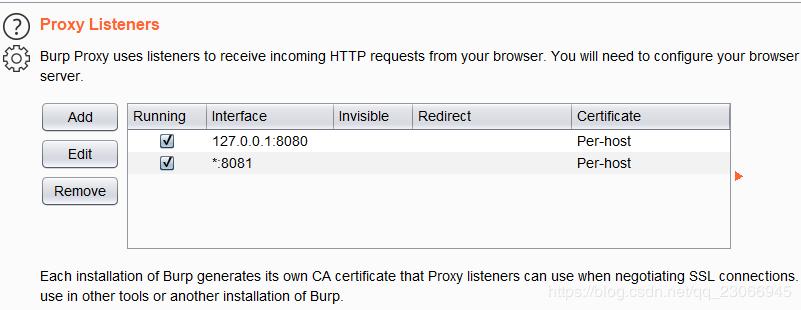 Proxy Listeners
Burp Proxy uses listeners to receive incoming HTTP requests from your browser. You will need to configure your browser
server.
Add
Edit
Remove
Running Interface Invisible Redirect Certificate
127.0.0.1:8080 Per-host
*:8081 Per-host
Each installation of Burp generates its own CA certificate that Proxy listeners can use when negotiating SSL connections.
use in other tools or another installation of Burp.
https://blog.csdn.net/qq_23066945